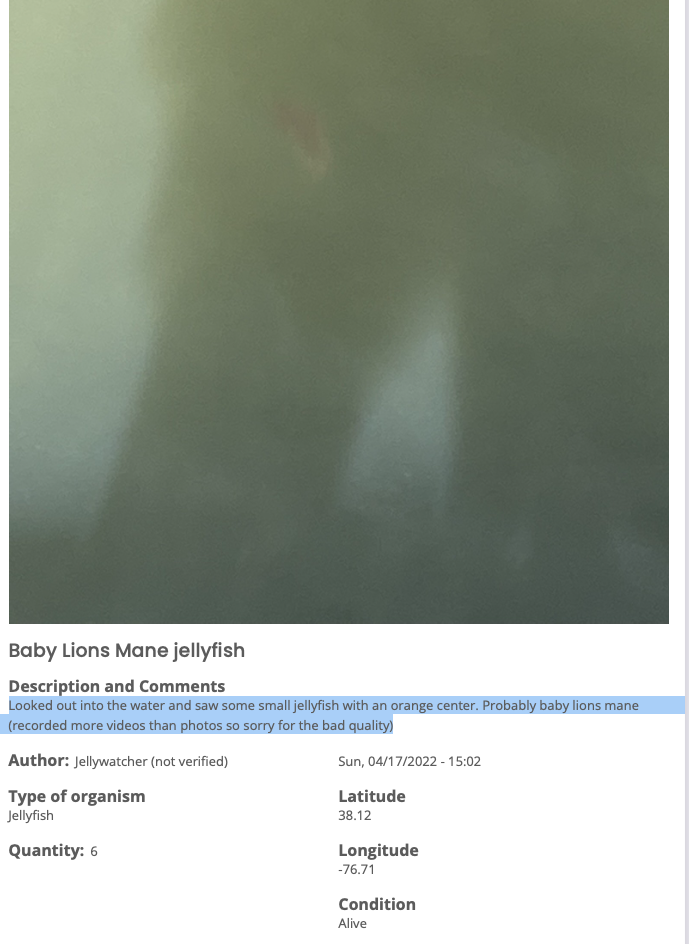 Baby Lions Mane jellyfish
Description and Comments
Looked out into the water and saw some small jellyfish with an orange center. Probably baby lions mane
(recorded more videos than photos so sorry for the bad quality)
Author: Jellywatcher (not verified)
Sun, 04/17/2022 - 15:02
Type of organism
Jellyfish
Latitude
38.12
Quantity: 6
Longitude
-76.71
Condition
Alive